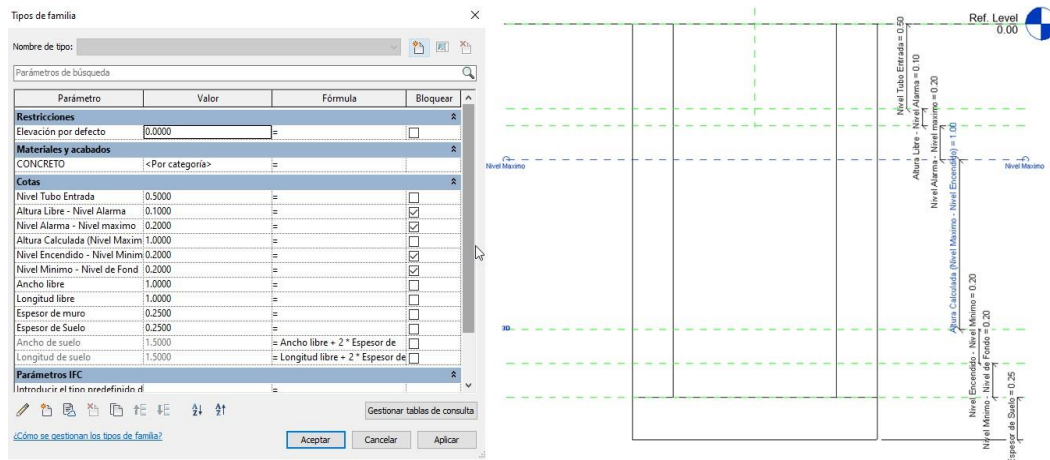 Tipos de familia
Nombre de tipo:
Parámetros de búsqueda
Parámetro Valor Fórmula Bloquear
Restricciones
Elevación por defecto 0.0000 =
Materiales y acabados
CONCRETO <Por categoría> =
Cotas
Nivel Tubo Entrada 0.5000 =
Altura Libre - Nivel Alarma 0.1000 =
Nivel Alarma - Nivel maximo 0.2000 =
Altura Calculada (Nivel Maxim 1.0000 =
Nivel Encendido - Nivel Minim 0.2000 =
Nivel Minimo - Nivel de Fond 0.2000 =
Ancho libre 1.0000 =
Longitud libre 1.0000 =
Espesor de muro 0.2500 =
Espesor de Suelo 0.2500 =
Ancho de suelo 1.5000 = Ancho libre + 2 * Espesor de
Longitud de suelo 1.5000 = Longitud libre + 2 * Espesor de
Parámetros IFC
Introducir el tipo predefinido d =
Gestionar tablas de consulta
¿Cómo se gestionan los tipos de familia?
Aceptar Cancelar Aplicar
Ref. Level
0.00
Nivel Tubo Entrada = 0.50
Altura Libre - Nivel Alarma = 0.10
Nivel Alarma - Nivel maximo = 0.20
Altura Calculada (Nivel Maximo - Nivel Encendido) = 1.00
Nivel Maximo
Nivel Maximo
Nivel Encendido - Nivel Minimo = 0.20
Nivel Minimo - Nivel de Fondo = 0.20
Espesor de Suelo = 0.25